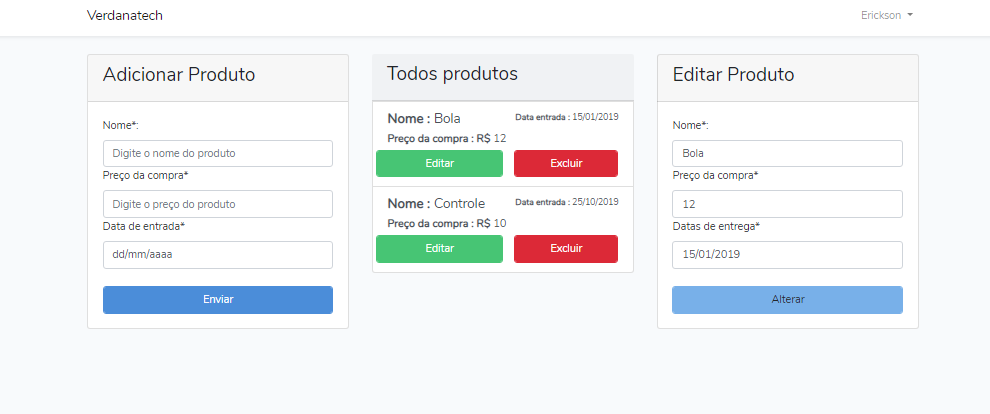 Verdanatech
Erickson
Adicionar Produto
Nome*:
Digite o nome do produto
Preço da compra*
Digite o preço do produto
Data de entrada*
dd/mm/aaaa
Enviar
Todos produtos
Nome : Bola
Data entrada : 15/01/2019
Preço da compra : R$ 12
Editar
Excluir
Nome : Controle
Data entrada : 25/10/2019
Preço da compra : R$ 10
Editar
Excluir
Editar Produto
Nome*:
Bola
Preço da compra*
12
Datas de entrega*
15/01/2019
Alterar